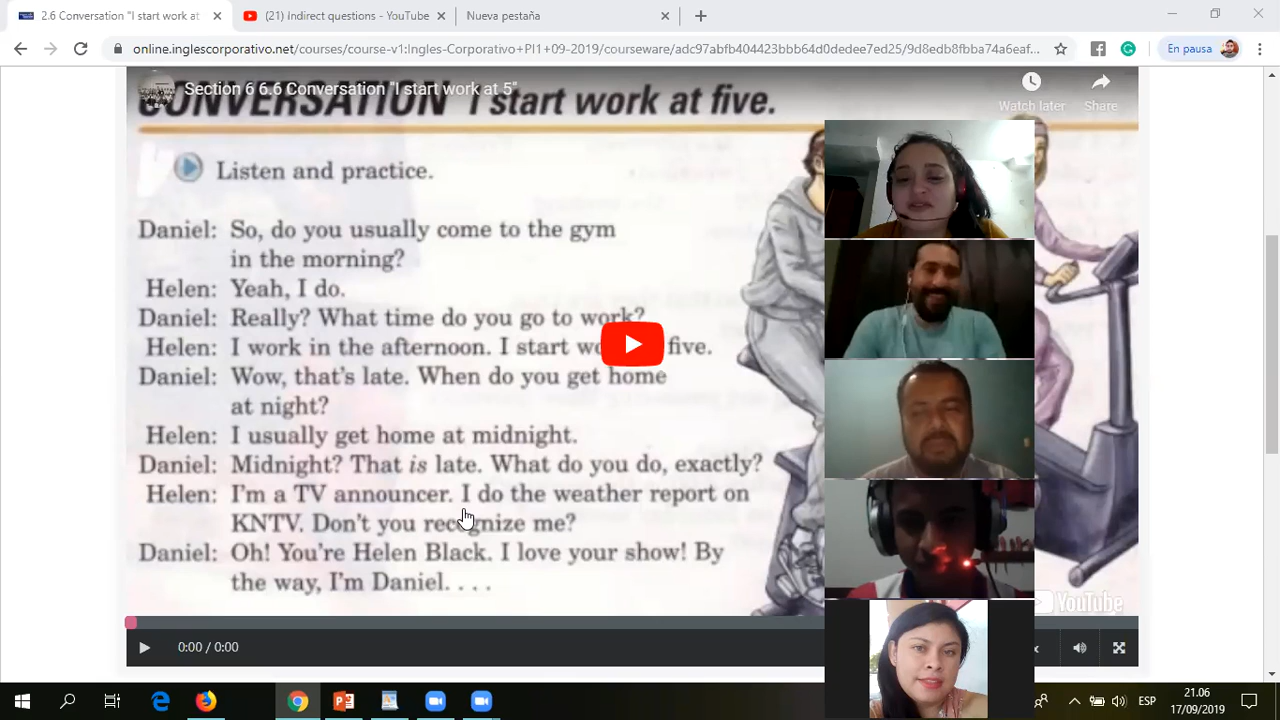 2.6 Conversation "I start work at
(21) Indirect questions - YouTube
Nueva pestaña
online.inglescorporativo.net/courses/course-v1:Ingles-Corporativo+PI1+09-2019/courseware/adc97abfb404423bbb64d0dedee7ed25/9d8edb8fbba74a6eaf...
En pausa
CONVERSATION I start work at five.
Section 6 6.6 Conversation "I start work at 5"
Watch later
Share
Listen and practice.
Daniel: So, do you usually come to the gym
in the morning?
Helen: Yeah, I do.
Daniel: Really? What time do you go to work?
Helen: I work in the afternoon. I start five.
Daniel: Wow, that's late. When do you get home
at night?
Helen: I usually get home at midnight.
Daniel: Midnight? That is late. What do you do, exactly?
Helen: I'm a TV announcer. I do the weather report on
KNTV. Don't you recognize me?
Daniel: Oh! You're Helen Black. I love your show! By
the way, I'm Daniel. . . .
YouTube
0:00 / 0:00
ESP
21.06
17/09/2019